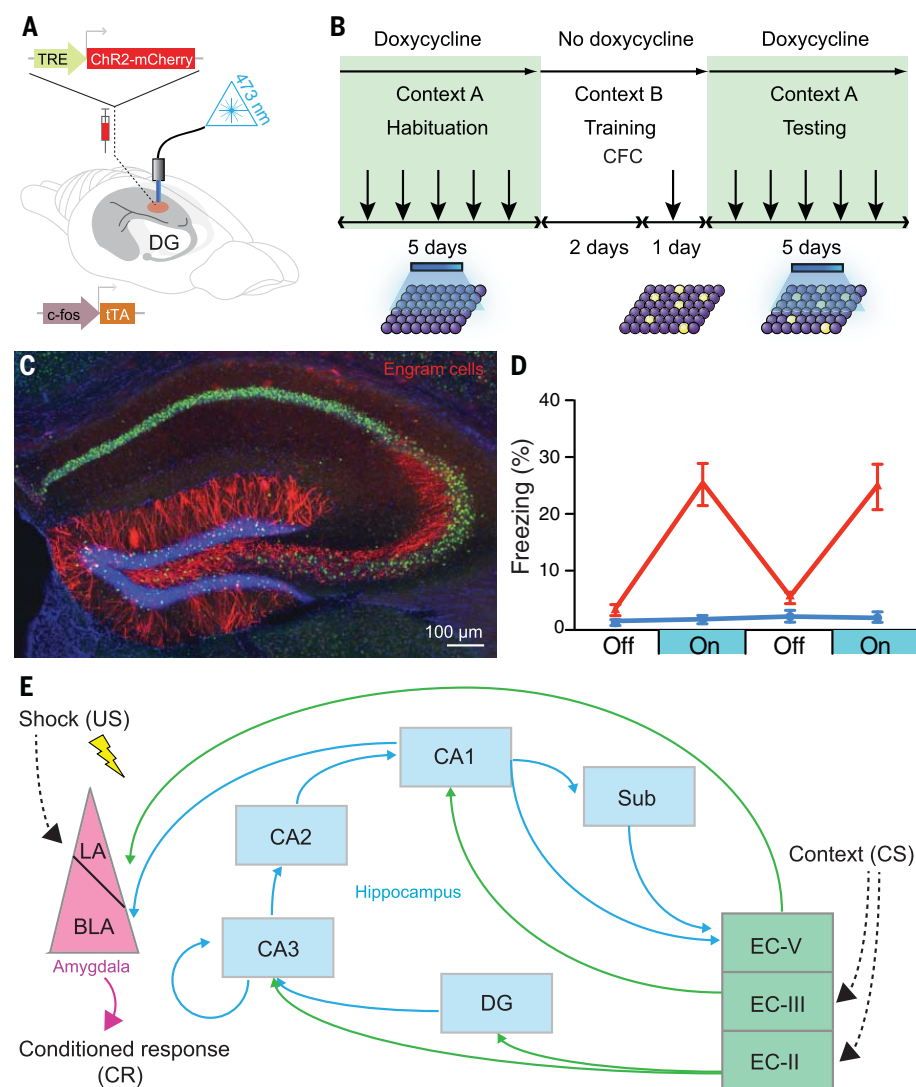 A
TRE
ChR2-mCherry
473 nm
DG
c-fos
tTA
B
Doxycycline
No doxycycline
Doxycycline
Context A
Context B
Context A
Habituation
Training
Testing
CFC
5 days
2 days
1 day
5 days
C
Engram cells
100 µm
D
Freezing (%)
40
30
20
10
0
Off
On
Off
On
E
Shock (US)
LA
BLA
Amygdala
Conditioned response
(CR)
CA1
CA2
CA3
Sub
Hippocampus
DG
Context (CS)
EC-V
EC-III
EC-II